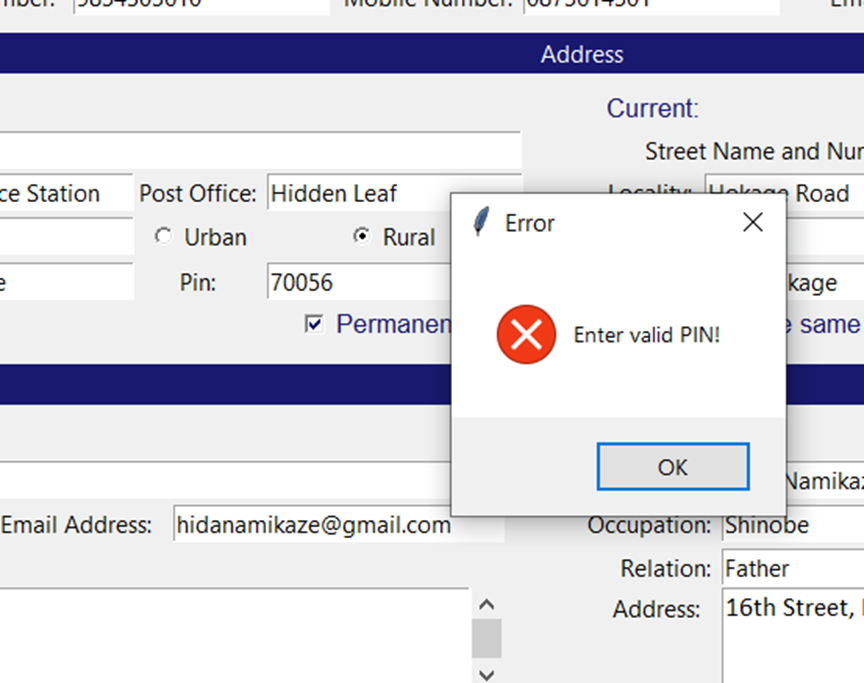 Address
Current:
Street Name and Nu
ce Station Post Office: Hidden Leaf Locality: Hokage Road
Urban Rural
Pin: 70056 kage
Permanen same
Error
Enter valid PIN!
OK
Namikaz
Email Address: hidanamikaze@gmail.com Occupation: Shinobe
Relation: Father
Address: 16th Street,